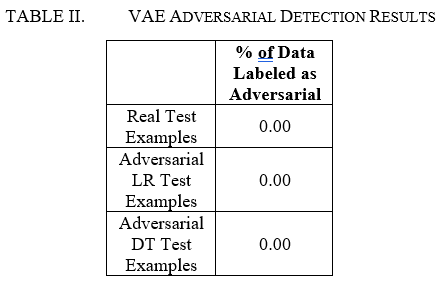 TABLE II. VAE ADVERSARIAL DETECTION RESULTS
% of Data
Labeled as
Adversarial
Real Test
Examples
0.00
Adversarial
LR Test
Examples
0.00
Adversarial
DT Test
Examples
0.00